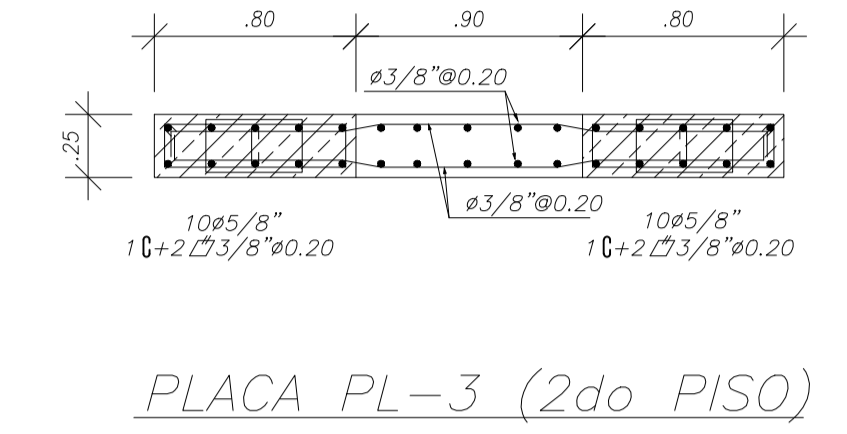 .80 .90 .80
ø3/8"@0.20
.25
ø3/8"@0.20
10ø5/8"
1 C+2 3/8"ø0.20
10ø5/8"
1 C+2 3/8"ø0.20
PLACA PL-3 (2do PISO)